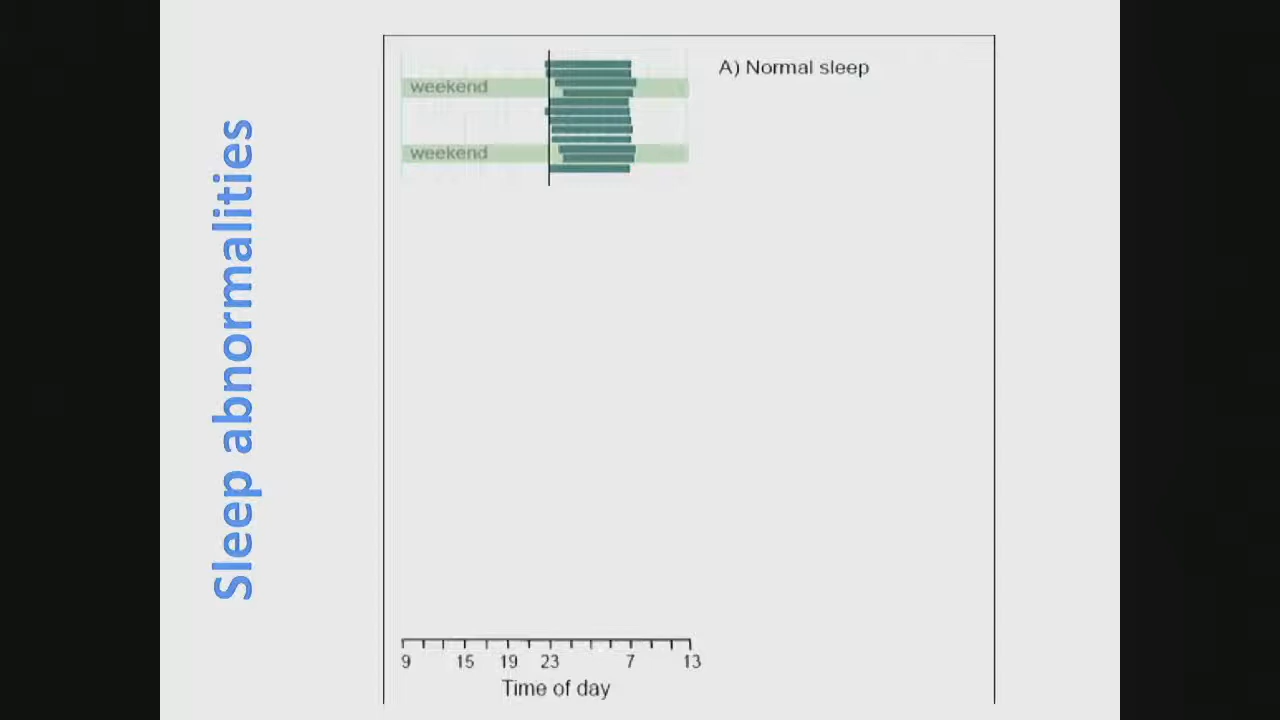 Sleep abnormalities
A) Normal sleep
weekend
weekend
9 15 19 23 7 13
Time of day